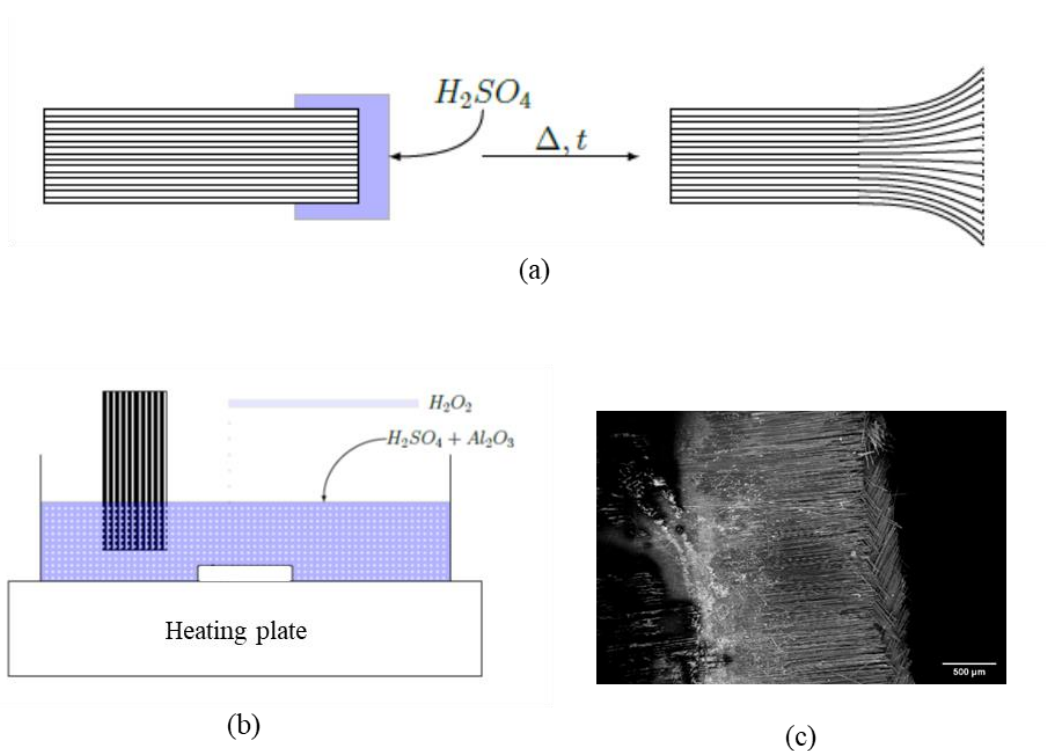 H₂SO₄
Δ, t
(a)
H₂O₂
H₂SO₄ + Al₂O₃
Heating plate
500 µm
(b)
(c)